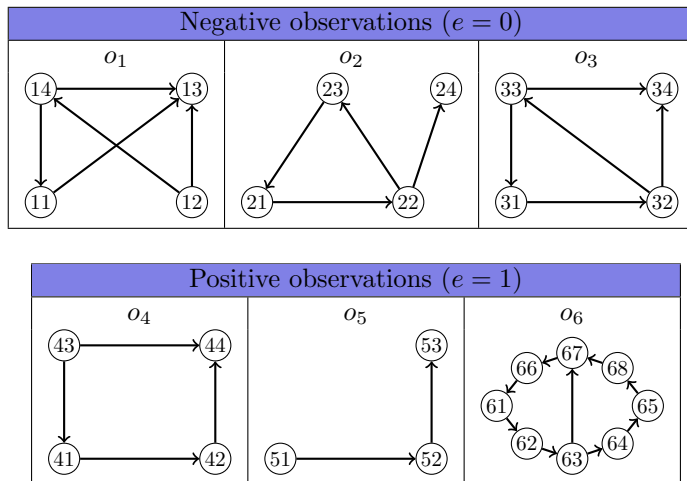 Negative observations (e = 0)
o₁ o₂ o₃
14 13 23 24 33 34
11 12 21 22 31 32
Positive observations (e = 1)
o₄ o₅ o₆
43 44 53 67
66 68
61 65
41 42 51 52 62 63 64